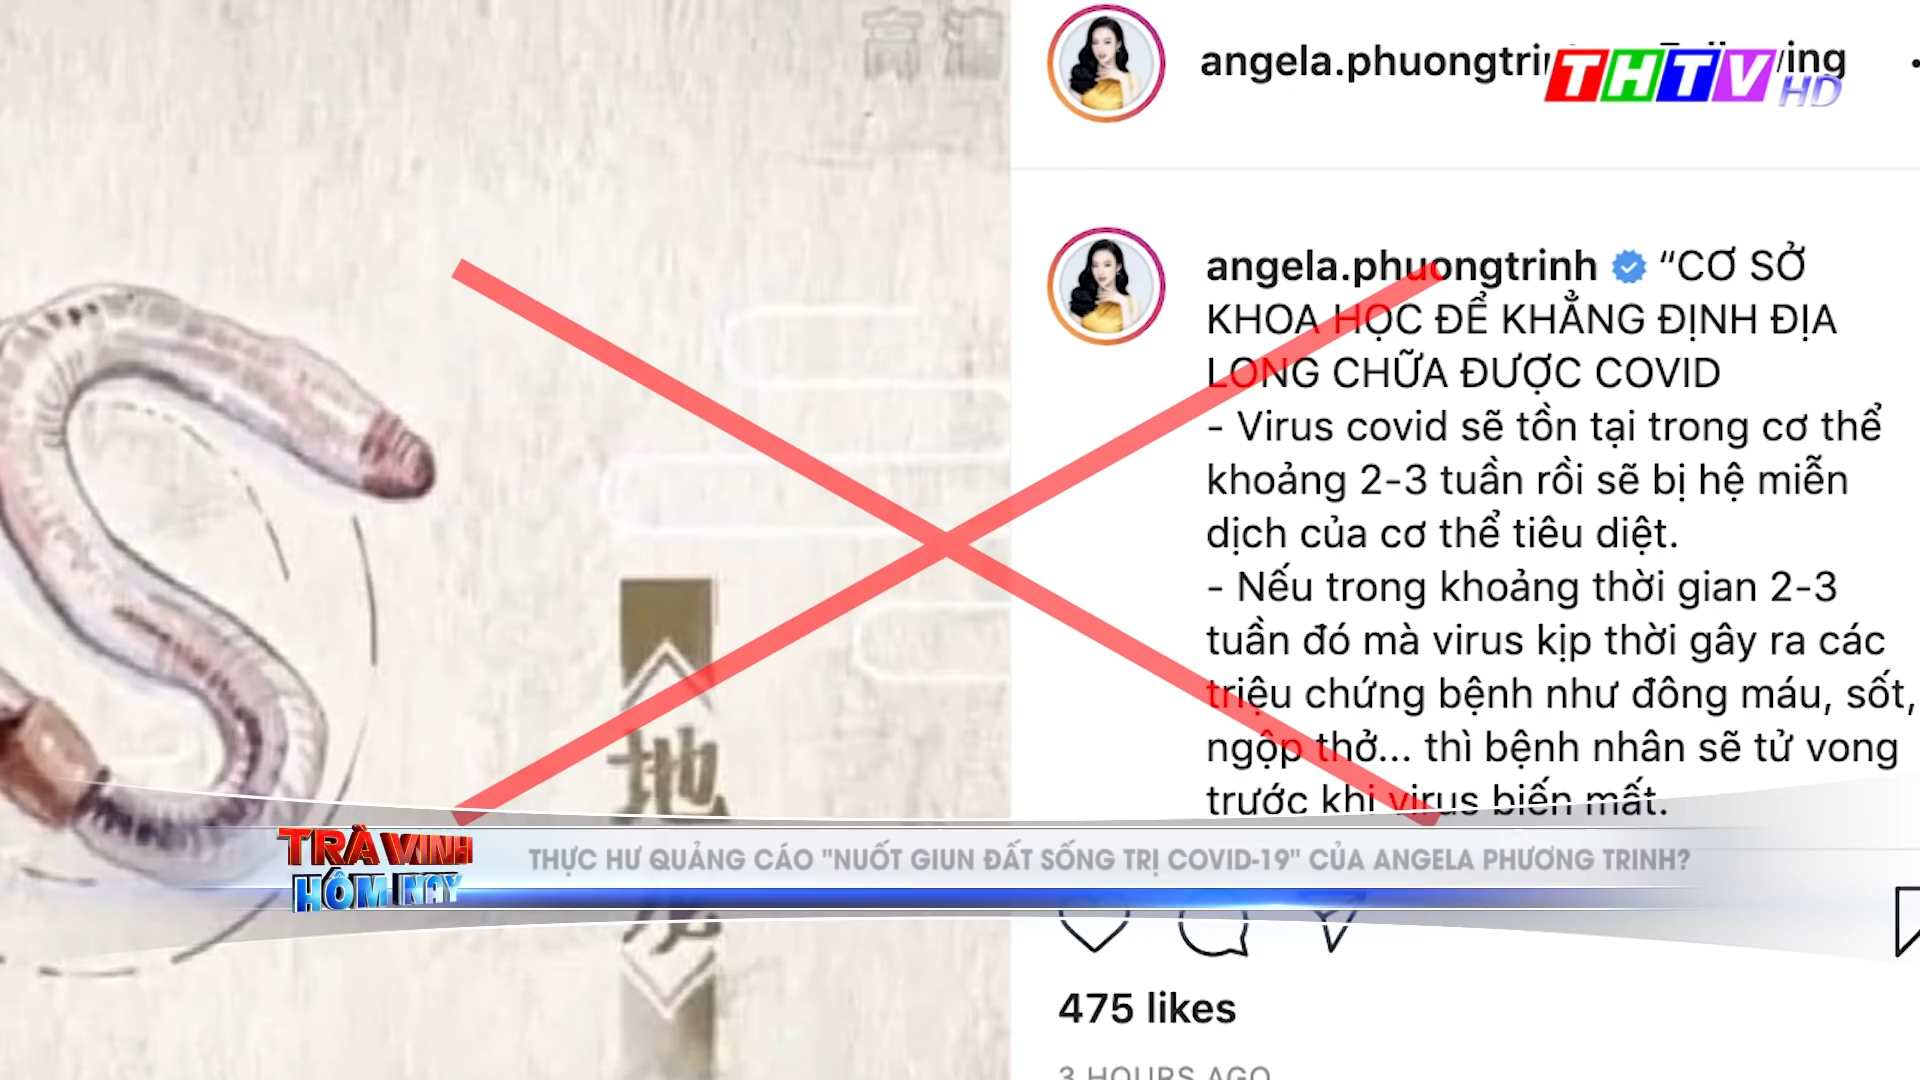 angela.phuongtri
THTV HD
angela.phuongtrinh “CƠ SỞ
KHOA HỌC ĐỂ KHẲNG ĐỊNH ĐỊA
LONG CHỮA ĐƯỢC COVID
- Virus covid sẽ tồn tại trong cơ thể
khoảng 2-3 tuần rồi sẽ bị hệ miễn
dịch của cơ thể tiêu diệt.
- Nếu trong khoảng thời gian 2-3
tuần đó mà virus kịp thời gây ra các
triệu chứng bệnh như đông máu, sốt,
ngộp thở... thì bệnh nhân sẽ tử vong
trước khi virus biến mất.
地
TRÀ VINH
HÔM NAY
THỰC HƯ QUẢNG CÁO "NUỐT GIUN ĐẤT SỐNG TRỊ COVID-19" CỦA ANGELA PHƯƠNG TRINH?
475 likes
3 HOURS AGO